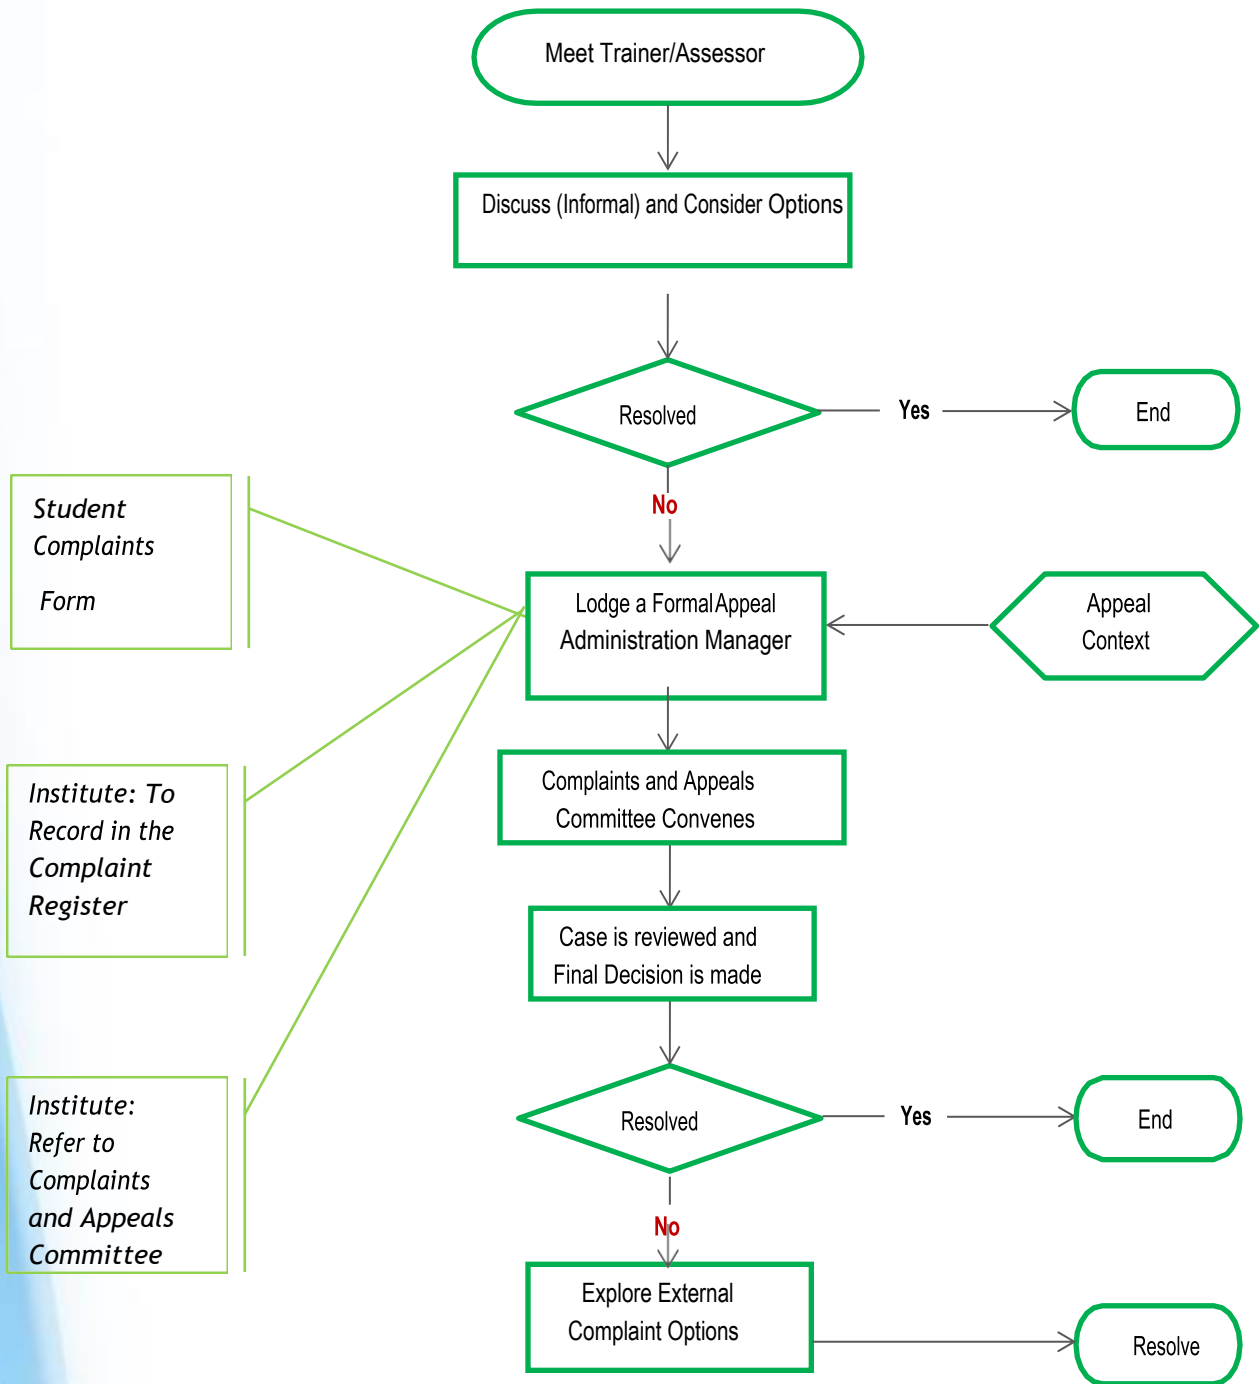 Meet Trainer/Assessor
Discuss (Informal) and Consider Options
Resolved
Yes
End
No
Student
Complaints
Form
Lodge a Formal Appeal
Administration Manager
Appeal
Context
Institute: To
Record in the
Complaint
Register
Complaints and Appeals
Committee Convenes
Case is reviewed and
Final Decision is made
Institute:
Refer to
Complaints
and Appeals
Committee
Resolved
Yes
End
No
Explore External
Complaint Options
Resolve